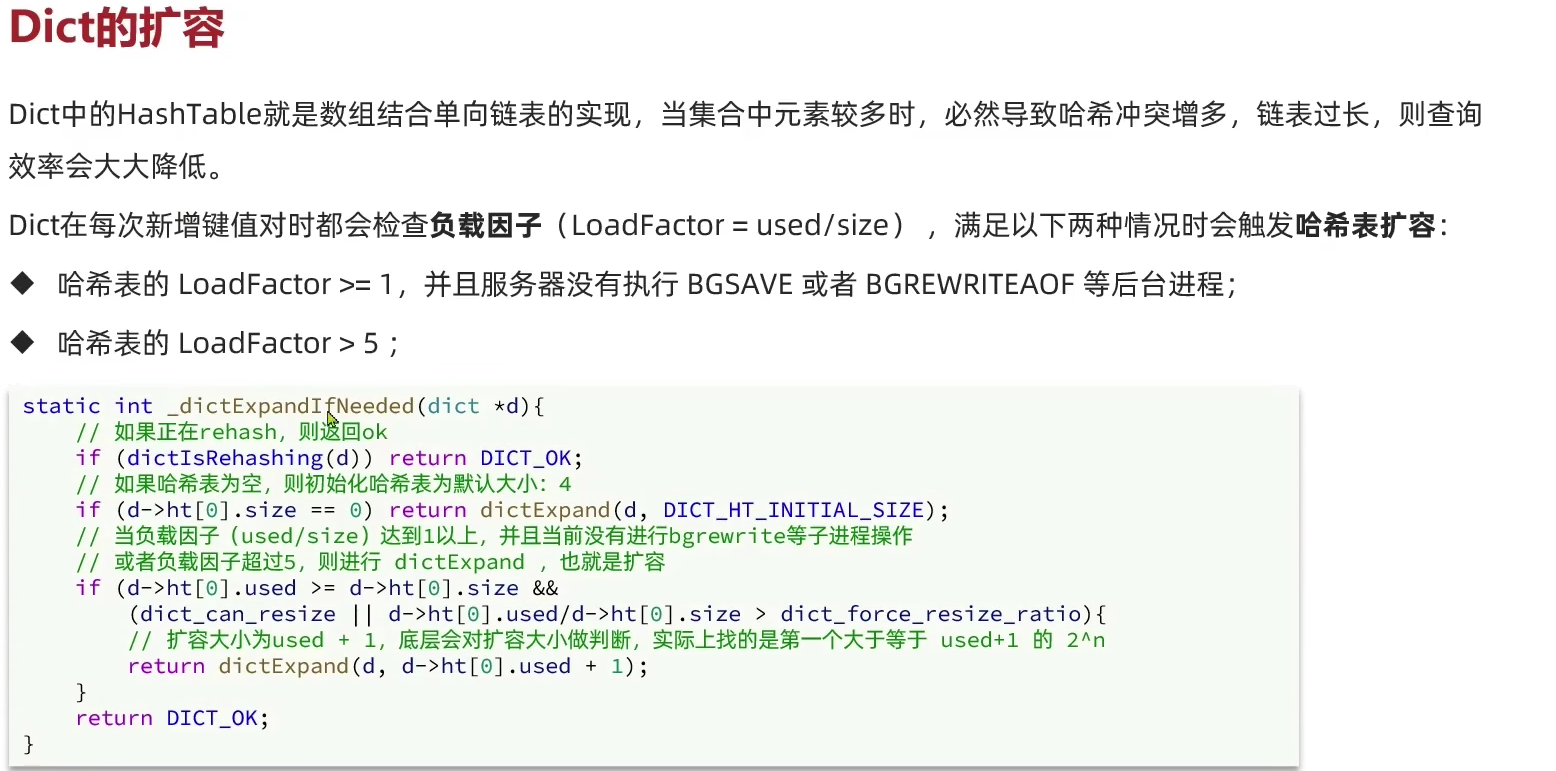 Dict的扩容
Dict中的HashTable就是数组结合单向链表的实现，当集合中元素较多时，必然导致哈希冲突增多，链表过长，则查询
效率会大大降低。
Dict在每次新增键值对时都会检查负载因子（LoadFactor = used/size），满足以下两种情况时会触发哈希表扩容：
◆ 哈希表的 LoadFactor >= 1，并且服务器没有执行 BGSAVE 或者 BGREWRITEAOF 等后台进程；
◆ 哈希表的 LoadFactor > 5 ；
static int _dictExpandIfNeeded(dict *d){
    // 如果正在rehash，则返回ok
    if (dictIsRehashing(d)) return DICT_OK;
    // 如果哈希表为空，则初始化哈希表为默认大小：4
    if (d->ht[0].size == 0) return dictExpand(d, DICT_HT_INITIAL_SIZE);
    // 当负载因子（used/size）达到1以上，并且当前没有进行bgrewrite等子进程操作
    // 或者负载因子超过5，则进行 dictExpand ，也就是扩容
    if (d->ht[0].used >= d->ht[0].size &&
        (dict_can_resize || d->ht[0].used/d->ht[0].size > dict_force_resize_ratio){
        // 扩容大小为used + 1，底层会对扩容大小做判断，实际上找的是第一个大于等于 used+1 的 2^n
        return dictExpand(d, d->ht[0].used + 1);
    }
    return DICT_OK;
}